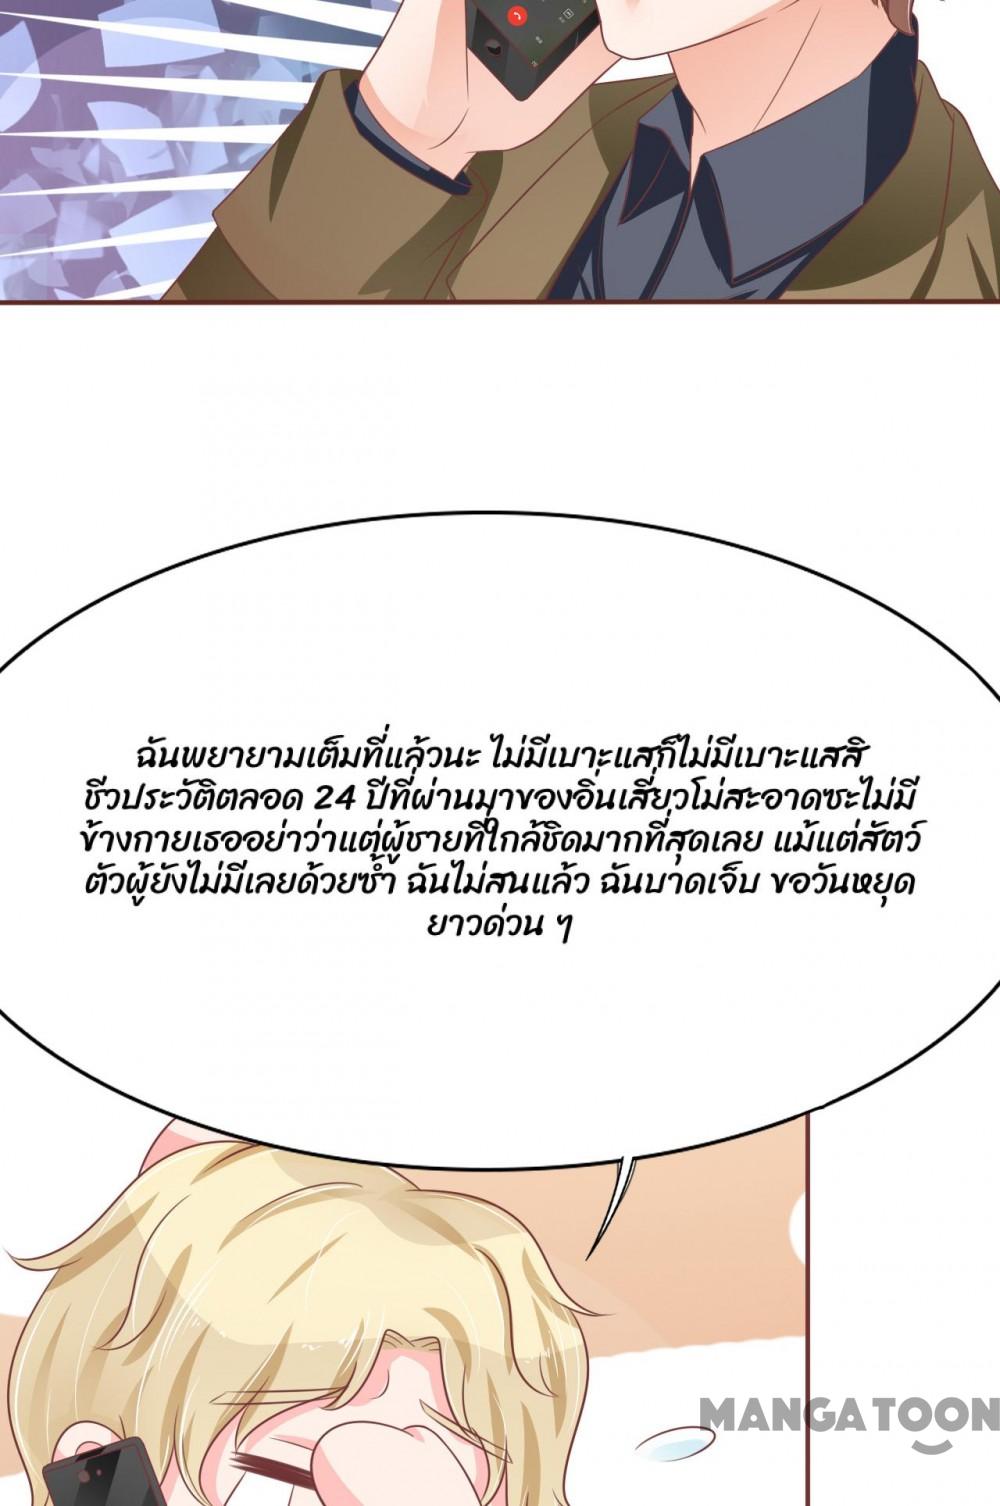 ฉันพยายามเต็มที่แล้วนะ ไม่มีเบาะแสก็ไม่มีเบาะแสสิ
ชีวประวัติตลอด 24 ปีที่ผ่านมาของอิ่นเสี่ยวโม่สะอาดซะไม่มี
ข้างกายเธออย่าว่าแต่ผู้ชายที่ใกล้ชิดมากที่สุดเลย แม้แต่สัตว์
ตัวผู้ยังไม่มีเลยด้วยซ้ำ ฉันไม่สนแล้ว ฉันบาดเจ็บ ขอวันหยุด
ยาวด่วน ๆ
MANGATOON